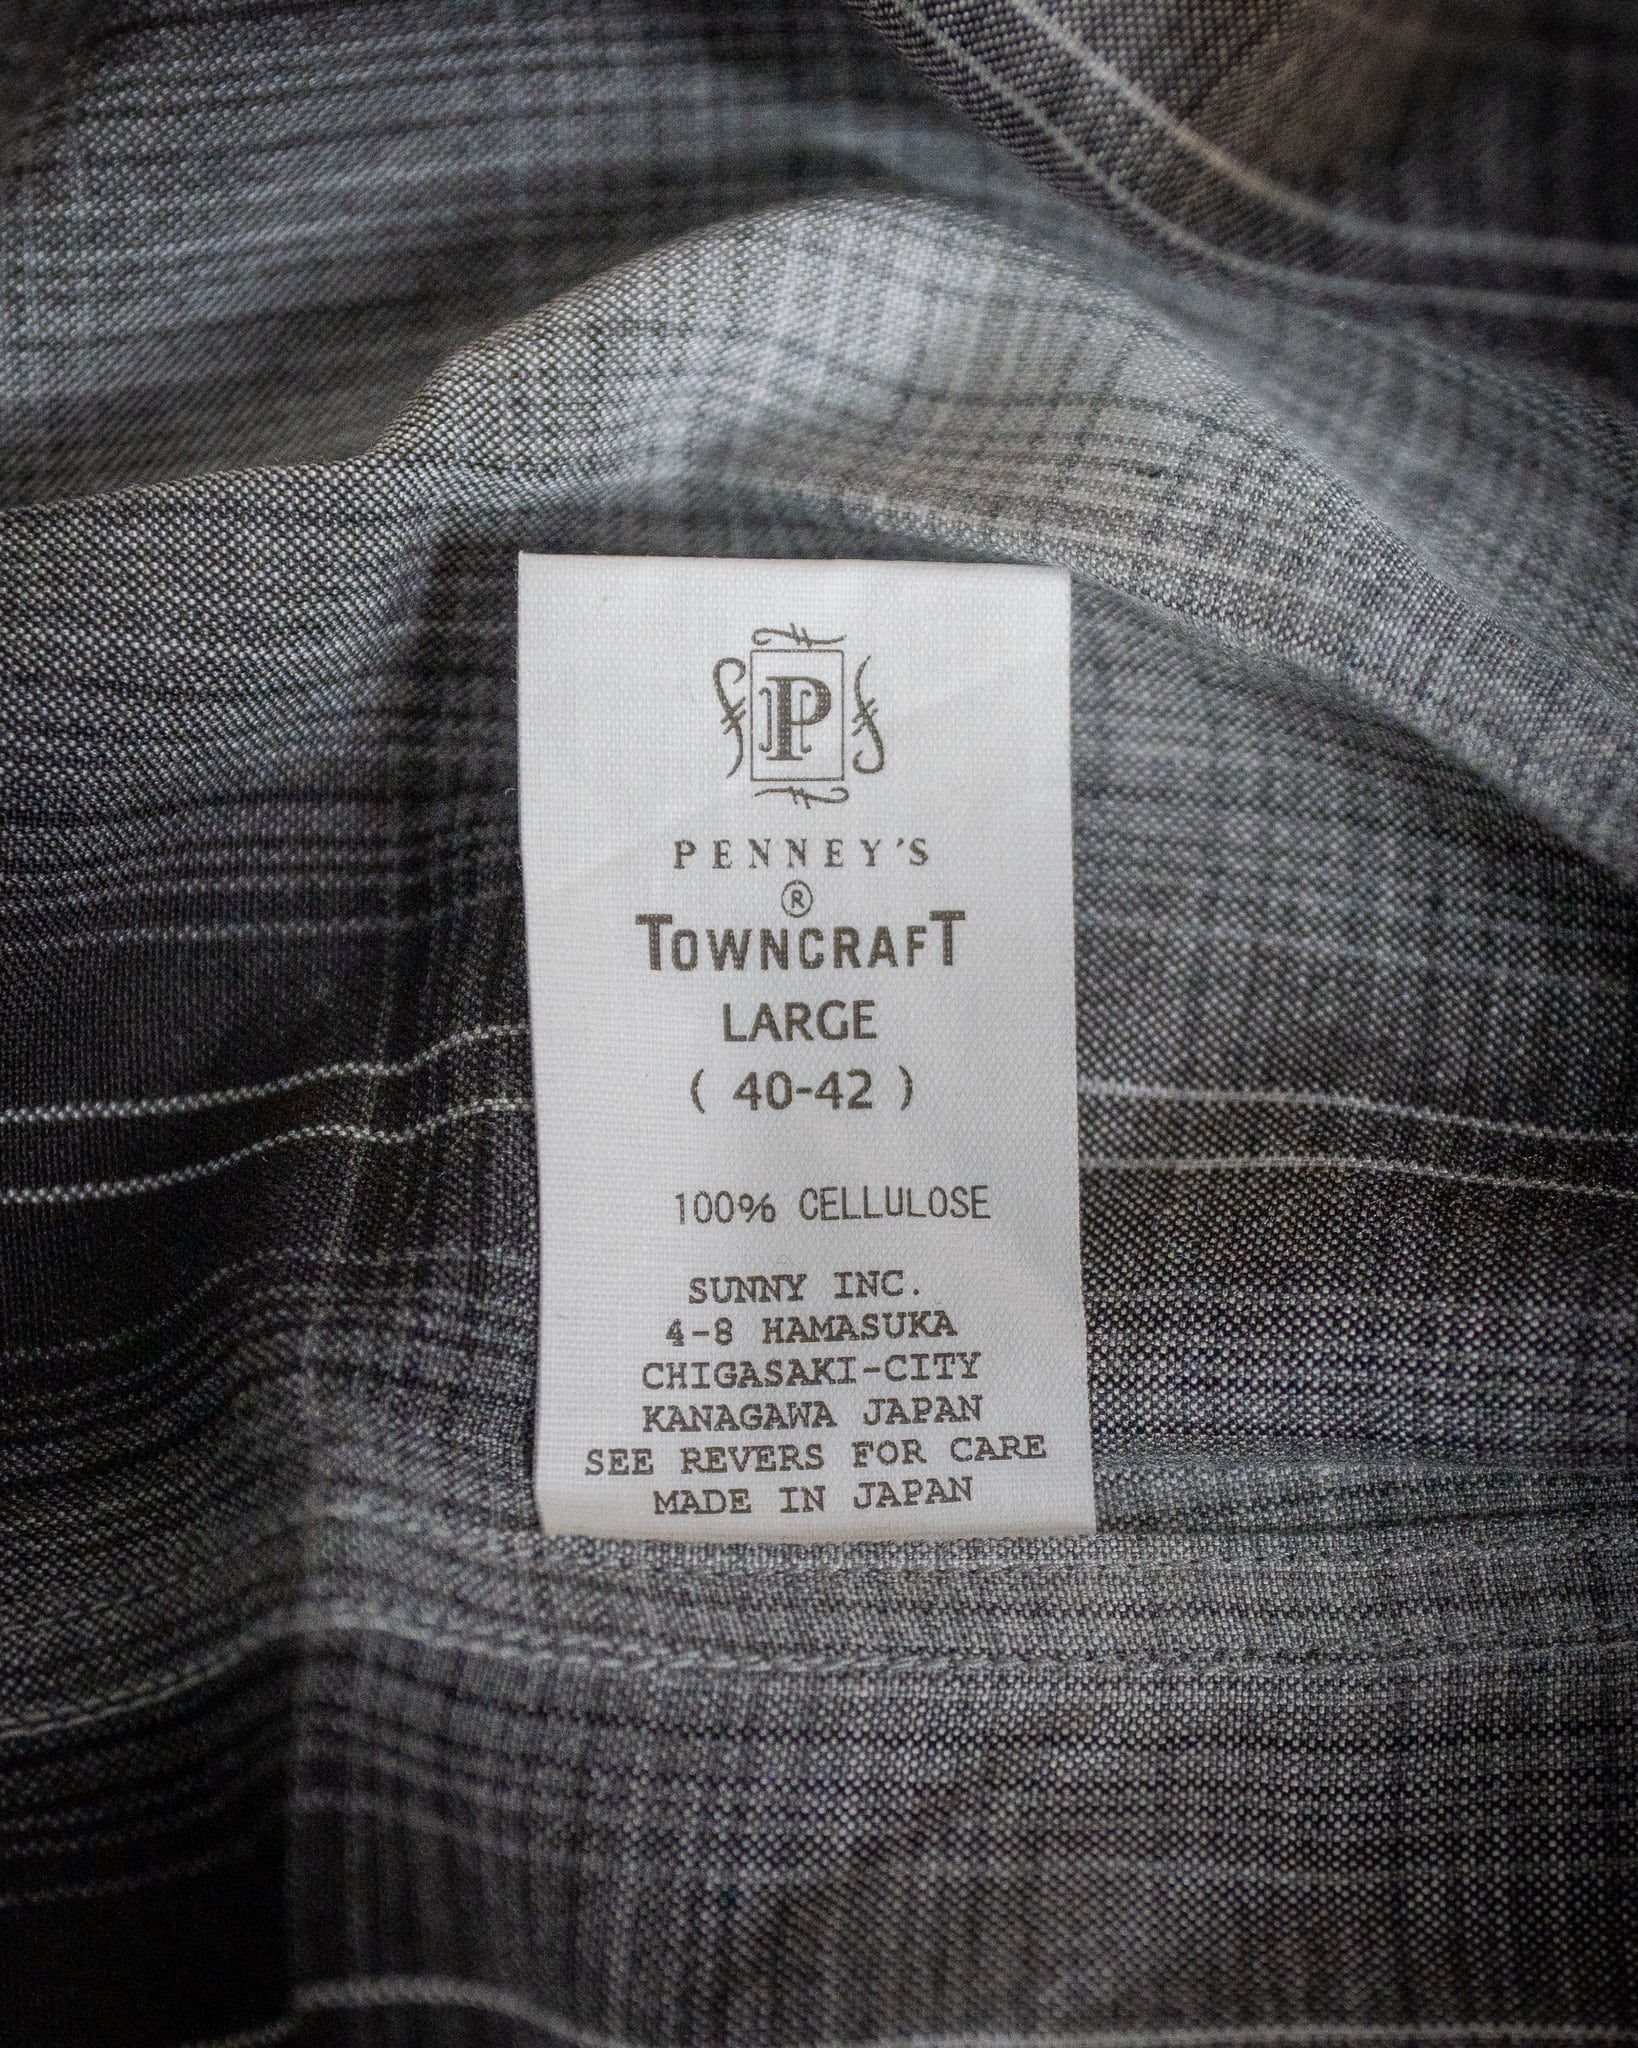 P
PENNEY'S
®
TOWNCRAFT
LARGE
( 40-42 )
100% CELLULOSE
SUNNY INC.
4-8 HAMASUKA
CHIGASAKI-CITY
KANAGAWA JAPAN
SEE REVERS FOR CARE
MADE IN JAPAN